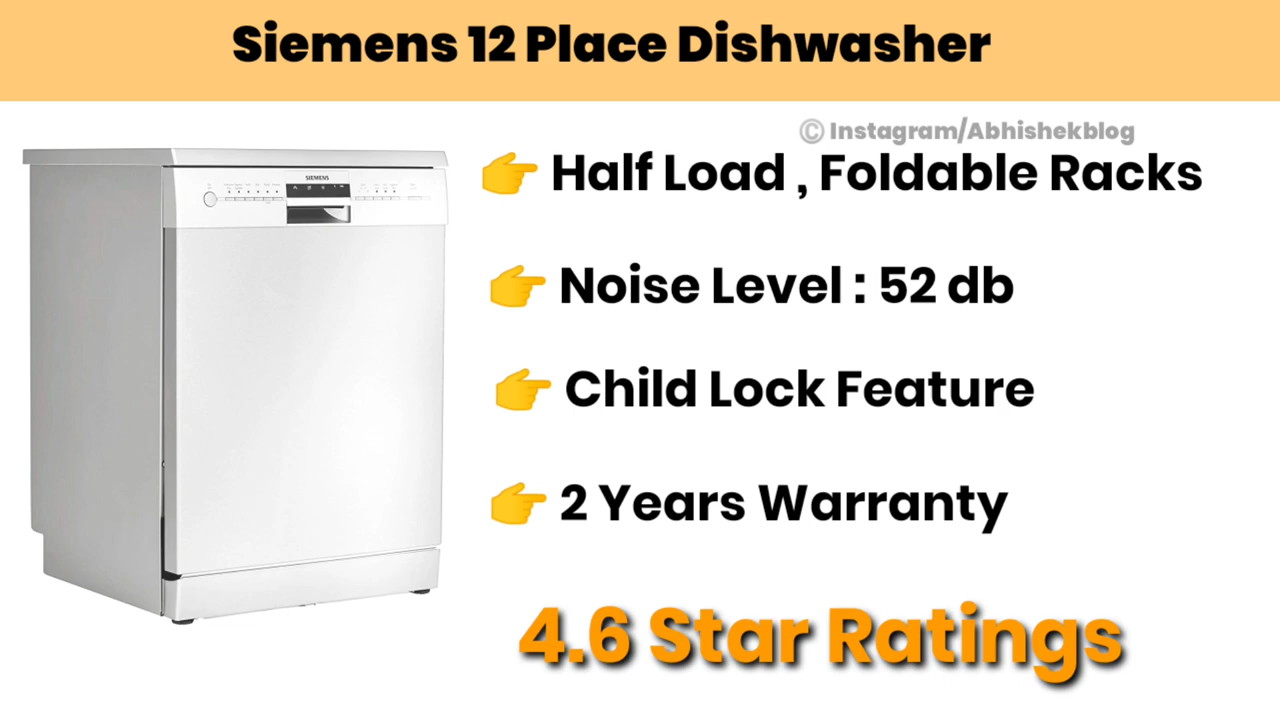 Siemens 12 Place Dishwasher
© Instagram/Abhishekblog
👉 Half Load , Foldable Racks
SIEMENS
👉 Noise Level : 52 db
👉 Child Lock Feature
👉 2 Years Warranty
4.6 Star Ratings